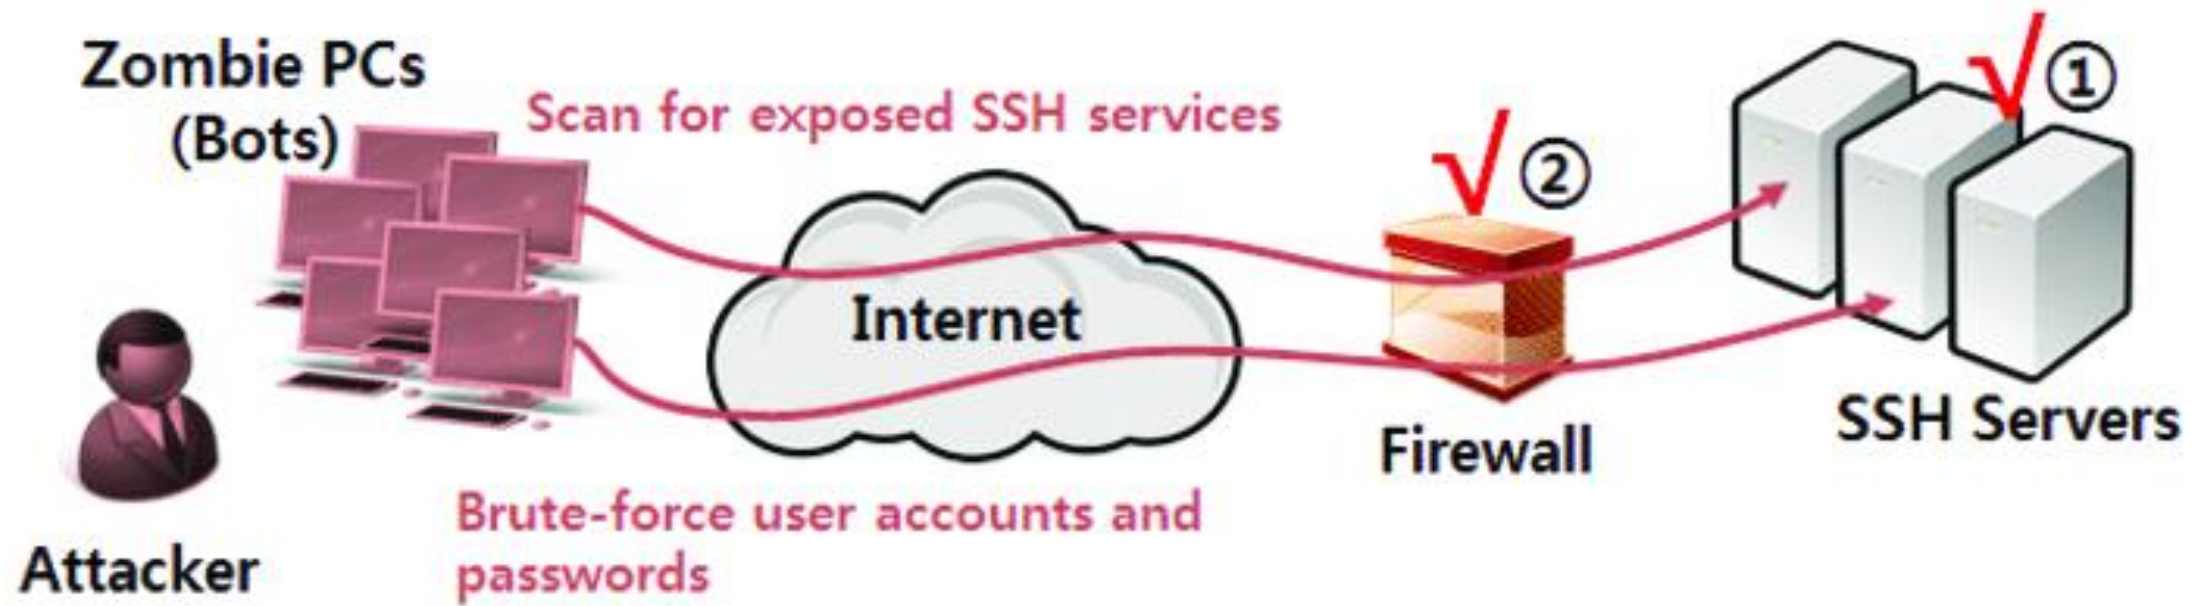 Zombie PCs
(Bots)
Scan for exposed SSH services
√ ①
√ ②
Internet
Firewall
SSH Servers
Brute-force user accounts and
passwords
Attacker